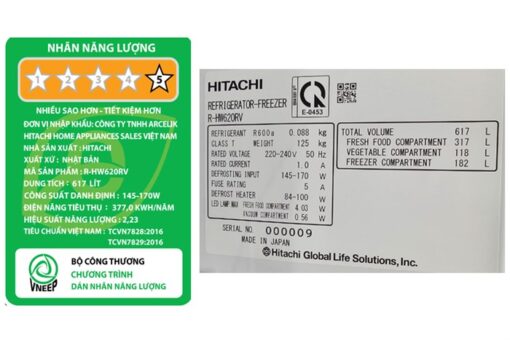 NHÃN NĂNG LƯỢNG
1 2 3 4 5
NHIỀU SAO HƠN - TIẾT KIỆM HƠN
ĐƠN VỊ NHẬP KHẨU: CÔNG TY TNHH ARCELIK
HITACHI HOME APPLIANCES SALES VIỆT NAM
NHÀ SẢN XUẤT : HITACHI
XUẤT XỨ : NHẬT BẢN
MÃ SẢN PHẨM : R-HW620RV
DUNG TÍCH : 617 LÍT
CÔNG SUẤT DANH ĐỊNH : 145-170W
ĐIỆN NĂNG TIÊU THỤ : 377,0 KWH/NĂM
HIỆU SUẤT NĂNG LƯỢNG : 2,23
TIÊU CHUẨN VIỆT NAM : TCVN7828:2016
TCVN7829:2016
BỘ CÔNG THƯƠNG
CHƯƠNG TRÌNH
DÁN NHÃN NĂNG LƯỢNG
VNEEP
HITACHI
REFRIGERATOR-FREEZER
R-HW620RV
E-0453
REFRIGERANT R600a 0.088 kg
CLASS T WEIGHT 125 kg
RATED VOLTAGE 220-240 V 50 Hz
RATED CURRENT 1.0 A
DEFROSTING INPUT 145-170 W
FUSE 5 A
DEFROST HEATER 84-100 W
LED LAMP MAX FRESH FOOD COMPARTMENT 4.03 W
VACUUM COMPARTMENT 0.56 W
TOTAL VOLUME 617 L
FRESH FOOD COMPARTMENT 317 L
VEGETABLE COMPARTMENT 118 L
FREEZER COMPARTMENT 182 L
SERIAL NO. 000009
MADE IN JAPAN
Hitachi Global Life Solutions, Inc.